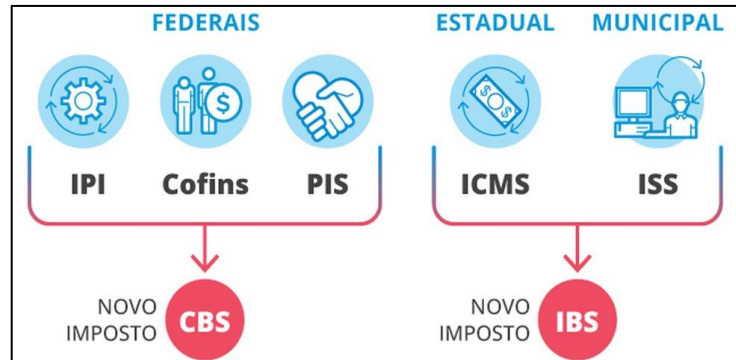 FEDERAIS
ESTADUAL
MUNICIPAL
$
$
$
IPI
Cofins
PIS
ICMS
ISS
NOVO
IMPOSTO
CBS
NOVO
IMPOSTO
IBS